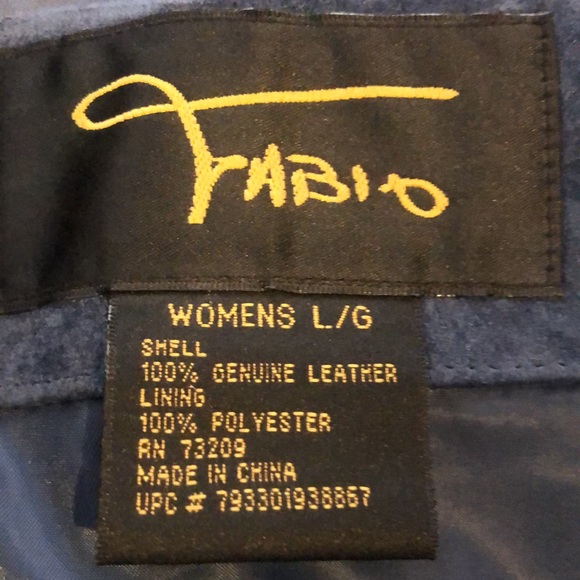 FABIO
WOMENS L/G
SHELL
100% GENUINE LEATHER
LINING
100% POLYESTER
RN 73209
MADE IN CHINA
UPC # 793301938867